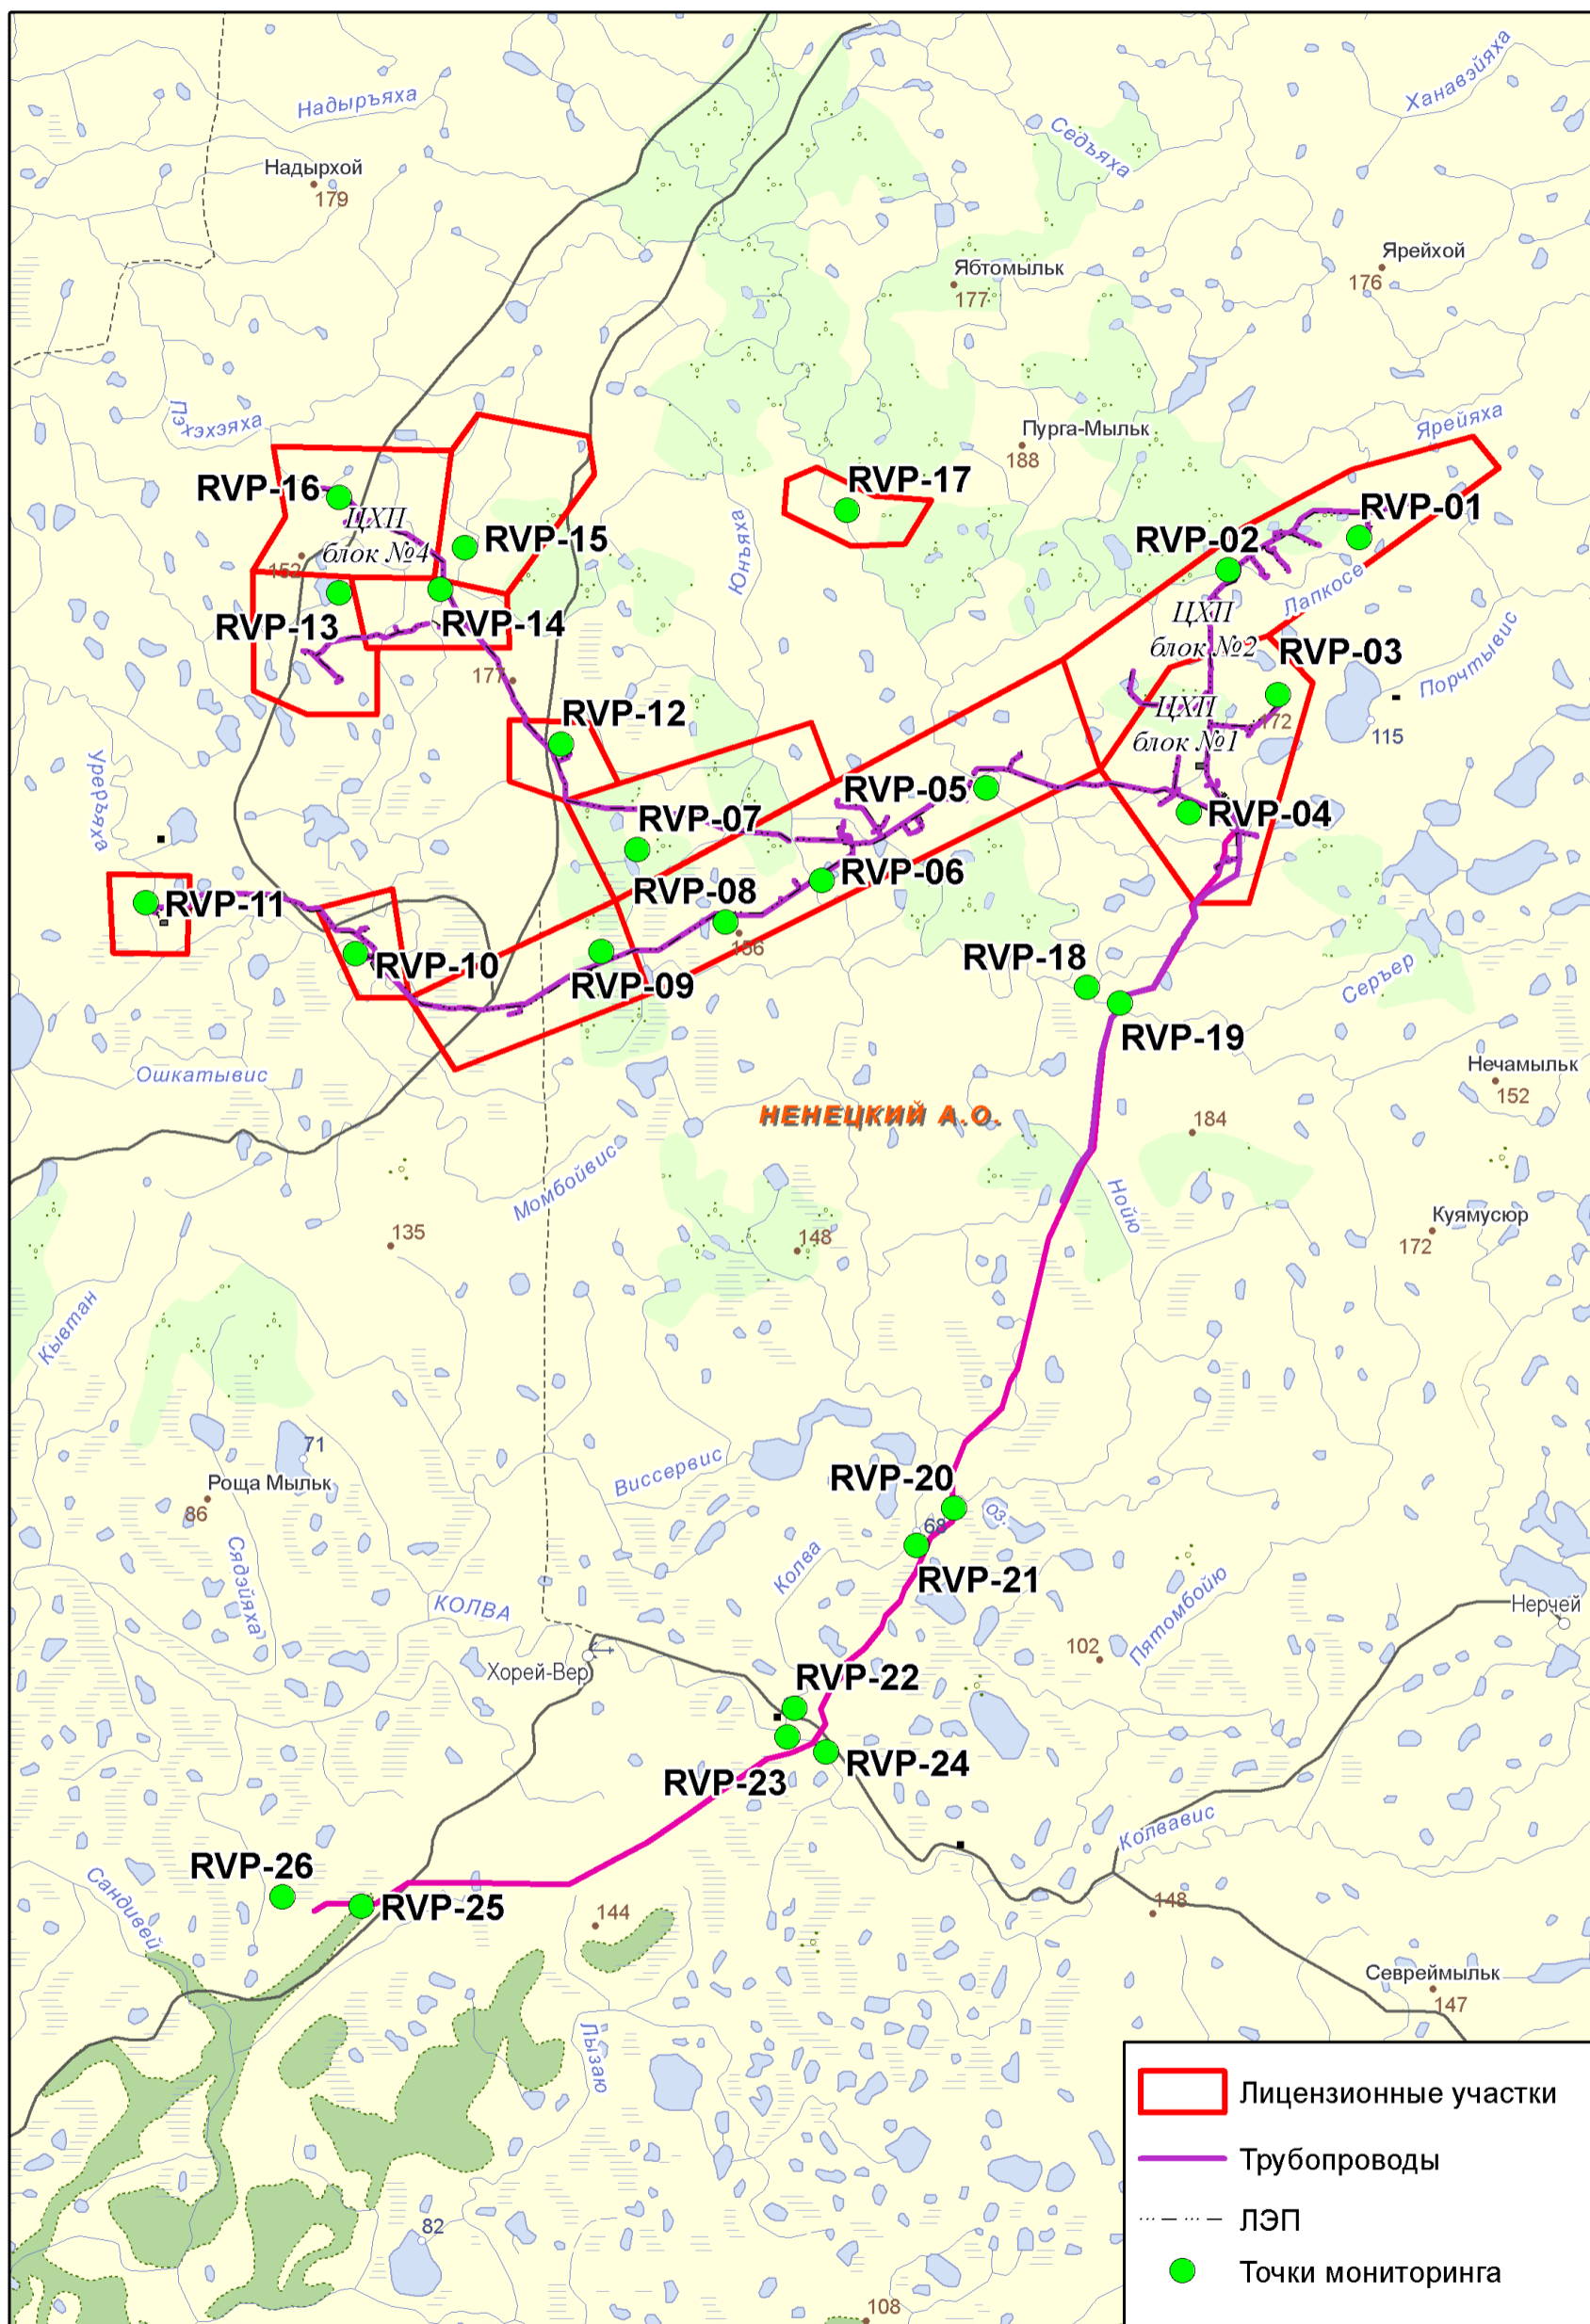 Надыръяха
Ханавэйяха
Седъяха
Надырхой
179
Ярейхой
176
Ябтомыльк
177
Пэхэхэяха
Пурга-Мыльк
188
Ярейяха
RVP-16
RVP-17
RVP-01
ЦХП
блок №4
RVP-15
RVP-02
Юнъяха
152
Лапкосе
ЦХП
блок №2
RVP-13
RVP-14
RVP-03
Порчтывис
177
RVP-12
ЦХП
блок №1
172
115
Уреръяха
RVP-05
RVP-07
RVP-04
RVP-06
RVP-08
RVP-11
156
RVP-10
RVP-09
RVP-18
Серъер
RVP-19
Ошкатывис
Нечамыльк
152
НЕНЕЦКИЙ А.О.
184
Момбойвис
Нойю
Куямусюр
172
135
148
Кывтан
71
Виссервис
Роща Мыльк
86
RVP-20
оз.
68
Колва
RVP-21
Сядэйяха
КОЛВА
Пятомбойю
102
Нерчей
Хорей-Вер
RVP-22
RVP-24
RVP-23
Колвавис
RVP-26
Сандивей
RVP-25
144
148
Севреймыльк
147
Лызаю
82
108
Лицензионные участки
Трубопроводы
ЛЭП
Точки мониторинга